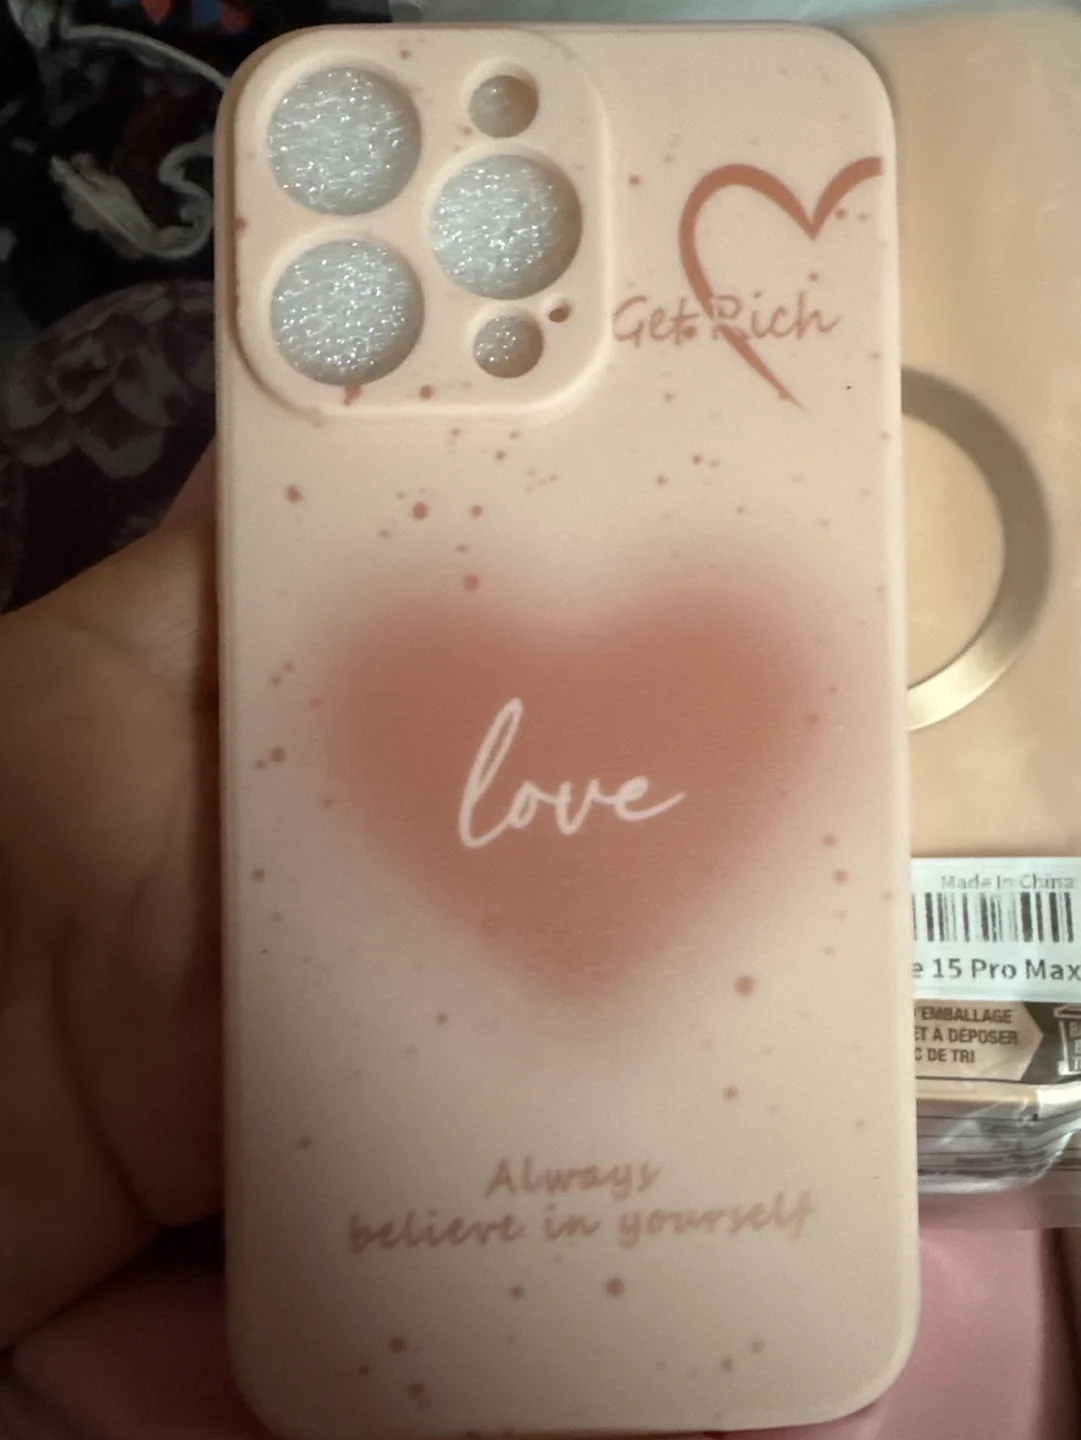 Get Rich
love
Always
believe in yourself
Made In China
e 15 Pro Max
'EMBALLAGE
ET À DÉPOSER
C DE TRI